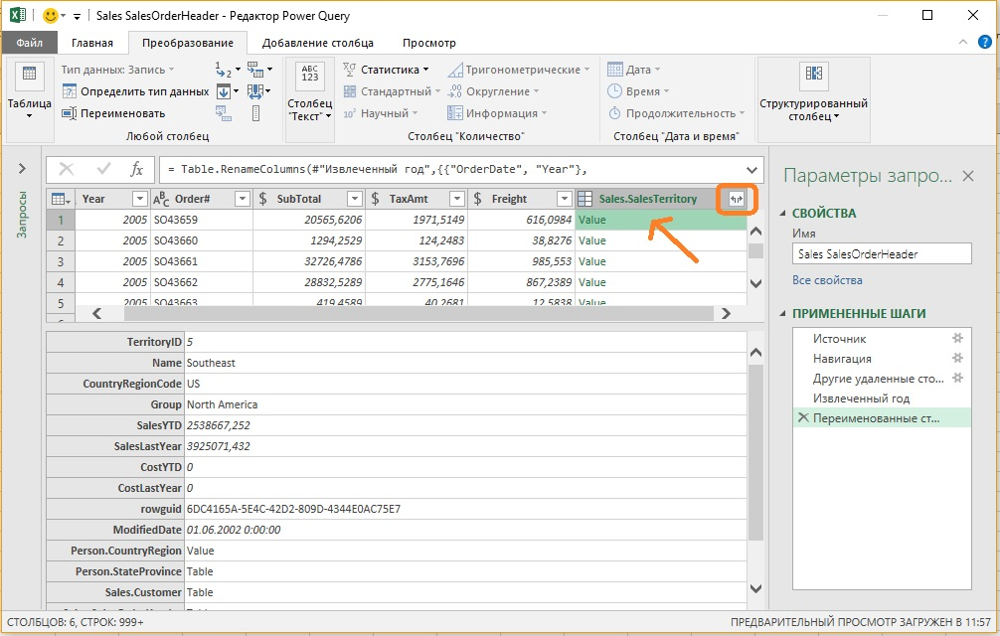 Sales SalesOrderHeader - Редактор Power Query
Файл Главная Преобразование Добавление столбца Просмотр
Таблица
Тип данных: Запись
Определить тип данных
Переименовать
Любой столбец
ABC
123
Столбец
"Текст"
Статистика
Стандартный
Научный
Тригонометрические
Округление
Информация
Столбец "Количество"
Дата
Время
Продолжительность
Столбец "Дата и время"
Структурированный
столбец
Запросы
fx = Table.RenameColumns(#"Извлеченный год",{{"OrderDate", "Year"},
Year Order# SubTotal TaxAmt Freight Sales.SalesTerritory
1 2005 SO43659 20565,6206 1971,5149 616,0984 Value
2 2005 SO43660 1294,2529 124,2483 38,8276 Value
3 2005 SO43661 32726,4786 3153,7696 985,553 Value
4 2005 SO43662 28832,5289 2775,1646 867,2389 Value
5 2005 SO43663 419,4589 40,2681 12,5838 Value
TerritoryID 5
Name Southeast
CountryRegionCode US
Group North America
SalesYTD 2538667,252
SalesLastYear 3925071,432
CostYTD 0
CostLastYear 0
rowguid 6DC4165A-5E4C-42D2-809D-4344E0AC75E7
ModifiedDate 01.06.2002 0:00:00
Person.CountryRegion Value
Person.StateProvince Table
Sales.Customer Table
Параметры запро...
СВОЙСТВА
Имя
Sales SalesOrderHeader
Все свойства
ПРИМЕНЕННЫЕ ШАГИ
Источник
Навигация
Другие удаленные сто...
Извлеченный год
Переименованные ст...
СТОЛБЦОВ: 6, СТРОК: 999+
ПРЕДВАРИТЕЛЬНЫЙ ПРОСМОТР ЗАГРУЖЕН В 11:57